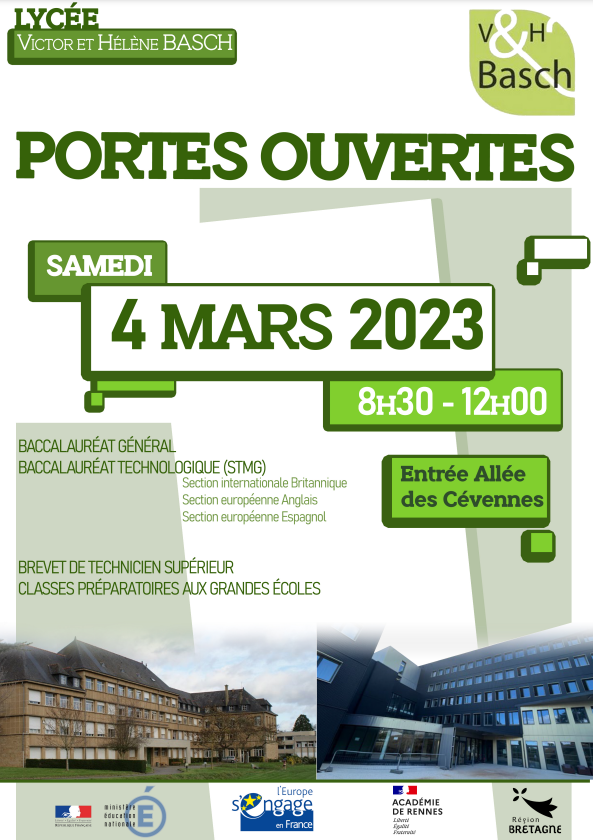 LYCÉE
VICTOR ET HÉLÈNE BASCH
V & H
Basch
PORTES OUVERTES
SAMEDI
4 MARS 2023
8H30 - 12H00
BACCALAURÉAT GÉNÉRAL
BACCALAURÉAT TECHNOLOGIQUE (STMG)
Section internationale Britannique
Section européenne Anglais
Section européenne Espagnol
Entrée Allée
des Cévennes
BREVET DE TECHNICIEN SUPÉRIEUR
CLASSES PRÉPARATOIRES AUX GRANDES ÉCOLES
ministère
éducation
nationale
l'Europe
s'engage
en France
ACADÉMIE
DE RENNES
Liberté
Égalité
Fraternité
Région
BRETAGNE